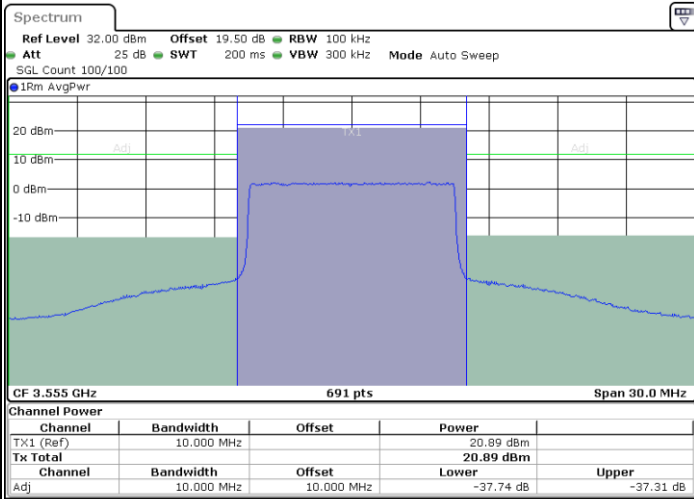 Spectrum
Ref Level 32.00 dBm Offset 19.50 dB RBW 100 kHz
Att 25 dB SWT 200 ms VBW 300 kHz Mode Auto Sweep
SGL Count 100/100
1Rm AvgPwr
20 dBm
TX1
Adj Adj
10 dBm
0 dBm
-10 dBm
CF 3.555 GHz 691 pts Span 30.0 MHz
Channel Power
Channel Bandwidth Offset Power
TX1 (Ref) 10.000 MHz 20.89 dBm
Tx Total 20.89 dBm
Channel Bandwidth Offset Lower Upper
Adj 10.000 MHz 10.000 MHz -37.74 dB -37.31 dB